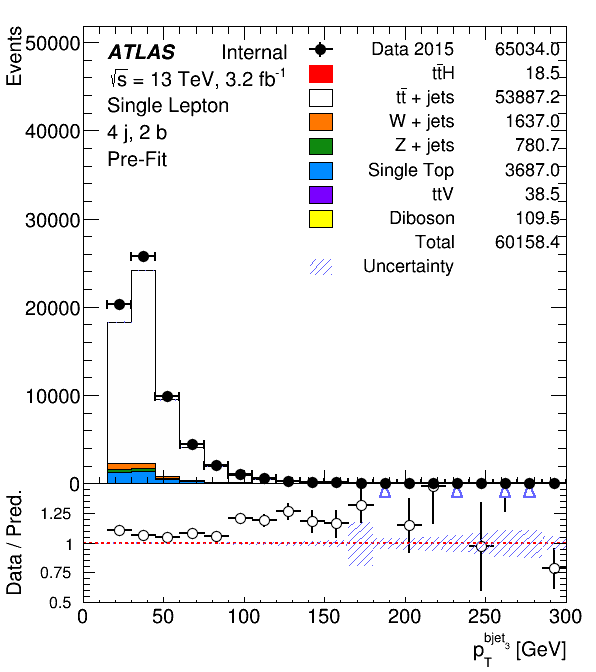 Events
50000
40000
30000
20000
10000
0
ATLAS Internal
√s = 13 TeV, 3.2 fb-1
Single Lepton
4 j, 2 b
Pre-Fit
Data 2015 65034.0
tt̄H 18.5
tt̄ + jets 53887.2
W + jets 1637.0
Z + jets 780.7
Single Top 3687.0
ttV 38.5
Diboson 109.5
Total 60158.4
Uncertainty
Data / Pred.
1.25
1
0.75
0.5
0 50 100 150 200 250 300
pT bjet3 [GeV]